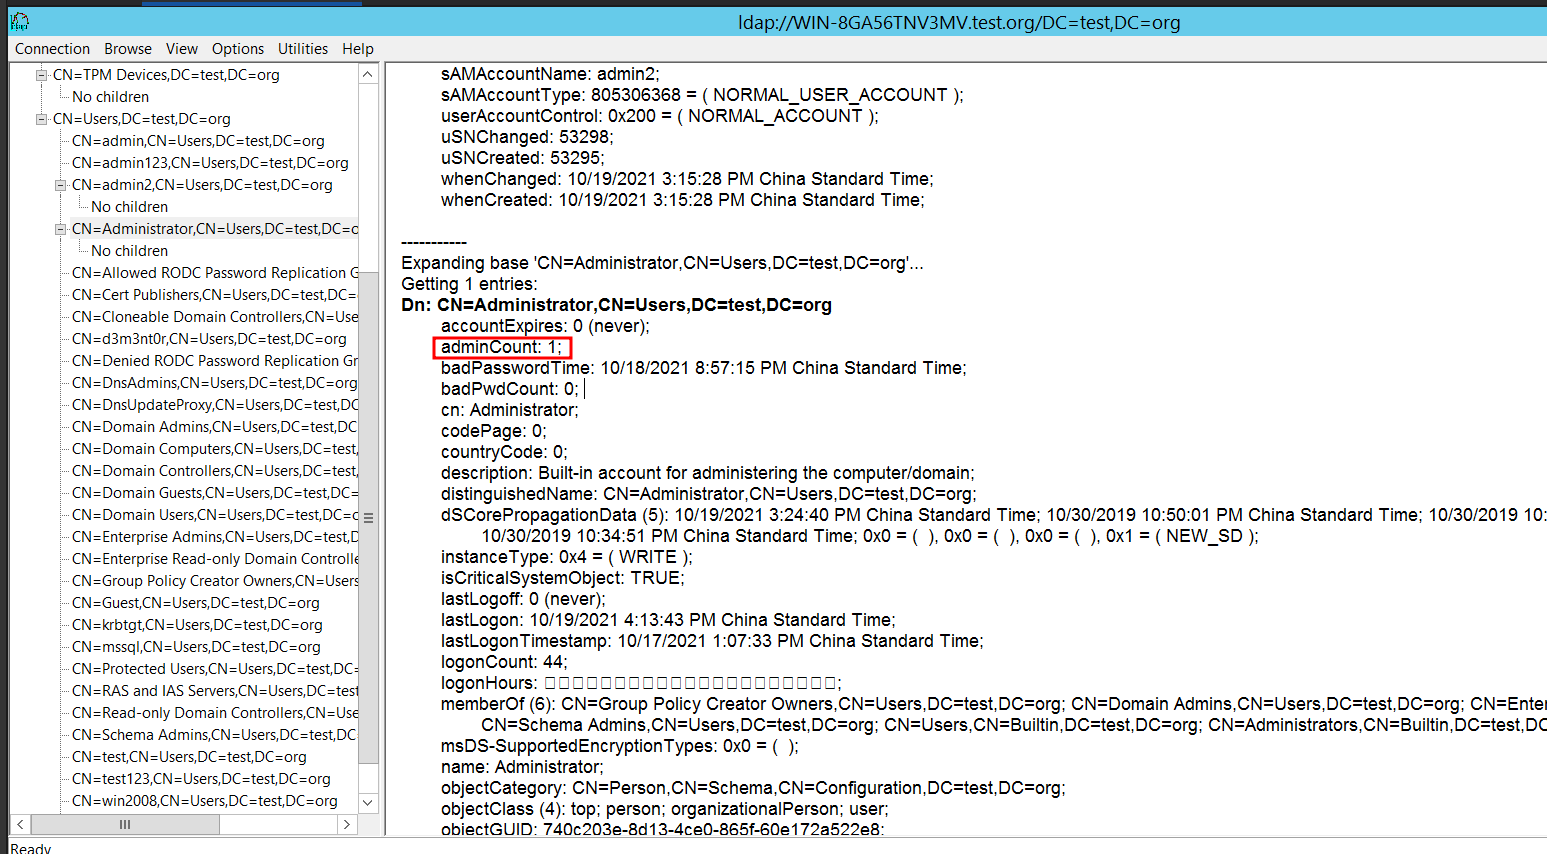 ldap://WIN-8GA56TNV3MV.test.org/DC=test,DC=org
Connection Browse View Options Utilities Help
CN=TPM Devices,DC=test,DC=org
No children
CN=Users,DC=test,DC=org
CN=admin,CN=Users,DC=test,DC=org
CN=admin123,CN=Users,DC=test,DC=org
CN=admin2,CN=Users,DC=test,DC=org
No children
CN=Administrator,CN=Users,DC=test,DC=o
No children
CN=Allowed RODC Password Replication G
CN=Cert Publishers,CN=Users,DC=test,DC=
CN=Cloneable Domain Controllers,CN=Use
CN=d3m3nt0r,CN=Users,DC=test,DC=org
CN=Denied RODC Password Replication Gr
CN=DnsAdmins,CN=Users,DC=test,DC=org
CN=DnsUpdateProxy,CN=Users,DC=test,DC
CN=Domain Admins,CN=Users,DC=test,DC
CN=Domain Computers,CN=Users,DC=test,
CN=Domain Controllers,CN=Users,DC=test,
CN=Domain Guests,CN=Users,DC=test,DC=
CN=Domain Users,CN=Users,DC=test,DC=o
CN=Enterprise Admins,CN=Users,DC=test,D
CN=Enterprise Read-only Domain Controlle
CN=Group Policy Creator Owners,CN=Users
CN=Guest,CN=Users,DC=test,DC=org
CN=krbtgt,CN=Users,DC=test,DC=org
CN=mssql,CN=Users,DC=test,DC=org
CN=Protected Users,CN=Users,DC=test,DC=
CN=RAS and IAS Servers,CN=Users,DC=test
CN=Read-only Domain Controllers,CN=Use
CN=Schema Admins,CN=Users,DC=test,DC
CN=test,CN=Users,DC=test,DC=org
CN=test123,CN=Users,DC=test,DC=org
CN=win2008,CN=Users,DC=test,DC=org
sAMAccountName: admin2;
sAMAccountType: 805306368 = ( NORMAL_USER_ACCOUNT );
userAccountControl: 0x200 = ( NORMAL_ACCOUNT );
uSNChanged: 53298;
uSNCreated: 53295;
whenChanged: 10/19/2021 3:15:28 PM China Standard Time;
whenCreated: 10/19/2021 3:15:28 PM China Standard Time;
-----------
Expanding base 'CN=Administrator,CN=Users,DC=test,DC=org'...
Getting 1 entries:
Dn: CN=Administrator,CN=Users,DC=test,DC=org
accountExpires: 0 (never);
adminCount: 1;
badPasswordTime: 10/18/2021 8:57:15 PM China Standard Time;
badPwdCount: 0;
cn: Administrator;
codePage: 0;
countryCode: 0;
description: Built-in account for administering the computer/domain;
distinguishedName: CN=Administrator,CN=Users,DC=test,DC=org;
dSCorePropagationData (5): 10/19/2021 3:24:40 PM China Standard Time; 10/30/2019 10:50:01 PM China Standard Time; 10/30/2019 10:
10/30/2019 10:34:51 PM China Standard Time; 0x0 = (  ), 0x0 = (  ), 0x0 = (  ), 0x1 = ( NEW_SD );
instanceType: 0x4 = ( WRITE );
isCriticalSystemObject: TRUE;
lastLogoff: 0 (never);
lastLogon: 10/19/2021 4:13:43 PM China Standard Time;
lastLogonTimestamp: 10/17/2021 1:07:33 PM China Standard Time;
logonCount: 44;
logonHours: □□□□□□□□□□□□□□□□□□□□□;
memberOf (6): CN=Group Policy Creator Owners,CN=Users,DC=test,DC=org; CN=Domain Admins,CN=Users,DC=test,DC=org; CN=Enter
CN=Schema Admins,CN=Users,DC=test,DC=org; CN=Users,CN=Builtin,DC=test,DC=org; CN=Administrators,CN=Builtin,DC=test,DC
msDS-SupportedEncryptionTypes: 0x0 = (  );
name: Administrator;
objectCategory: CN=Person,CN=Schema,CN=Configuration,DC=test,DC=org;
objectClass (4): top; person; organizationalPerson; user;
objectGUID: 740c203e-8d13-4ce0-865f-60e172a522e8;
Ready